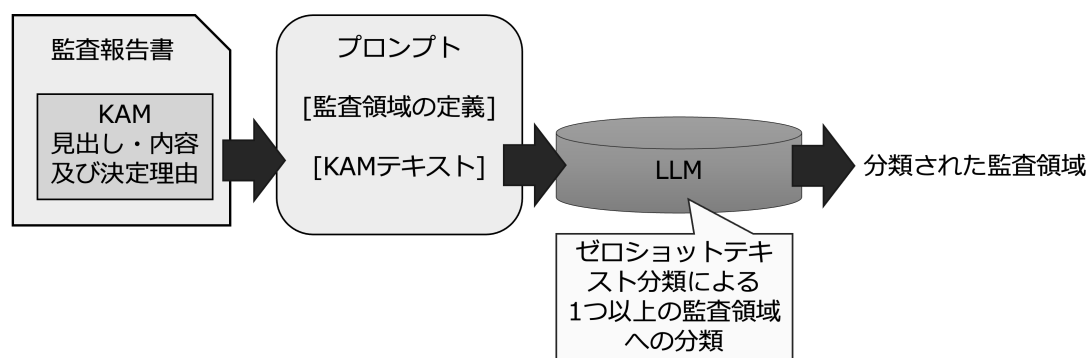 監査報告書
KAM
見出し・内容
及び決定理由
プロンプト
[監査領域の定義]
[KAMテキスト]
LLM
ゼロショットテキ
スト分類による
1つ以上の監査領域
への分類
分類された監査領域